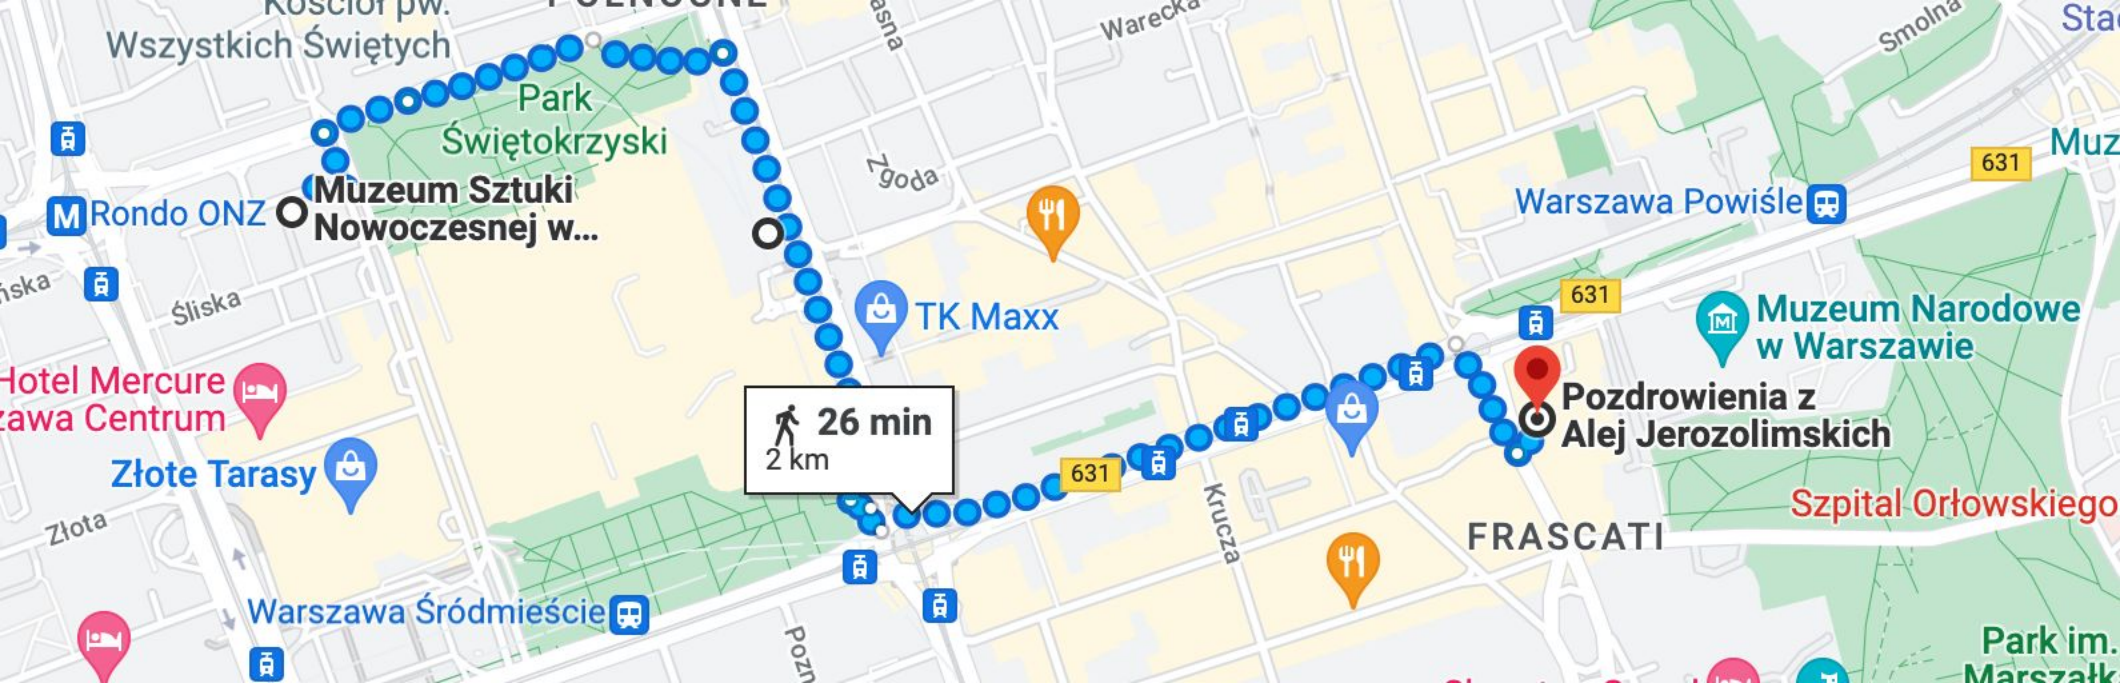 Kościół pw.
Wszystkich Świętych
Warecka
Smolna
Park
Świętokrzyski
Zgoda
Muzeum Sztuki
Nowoczesnej w...
M Rondo ONZ
Warszawa Powiśle
631
Śliska
TK Maxx
631
Muzeum Narodowe
w Warszawie
Hotel Mercure
Złote Tarasy
26 min
2 km
Pozdrowienia z
Alej Jerozolimskich
631
Krucza
Złota
Szpital Orłowskiego
FRASCATI
Warszawa Śródmieście
Park im.